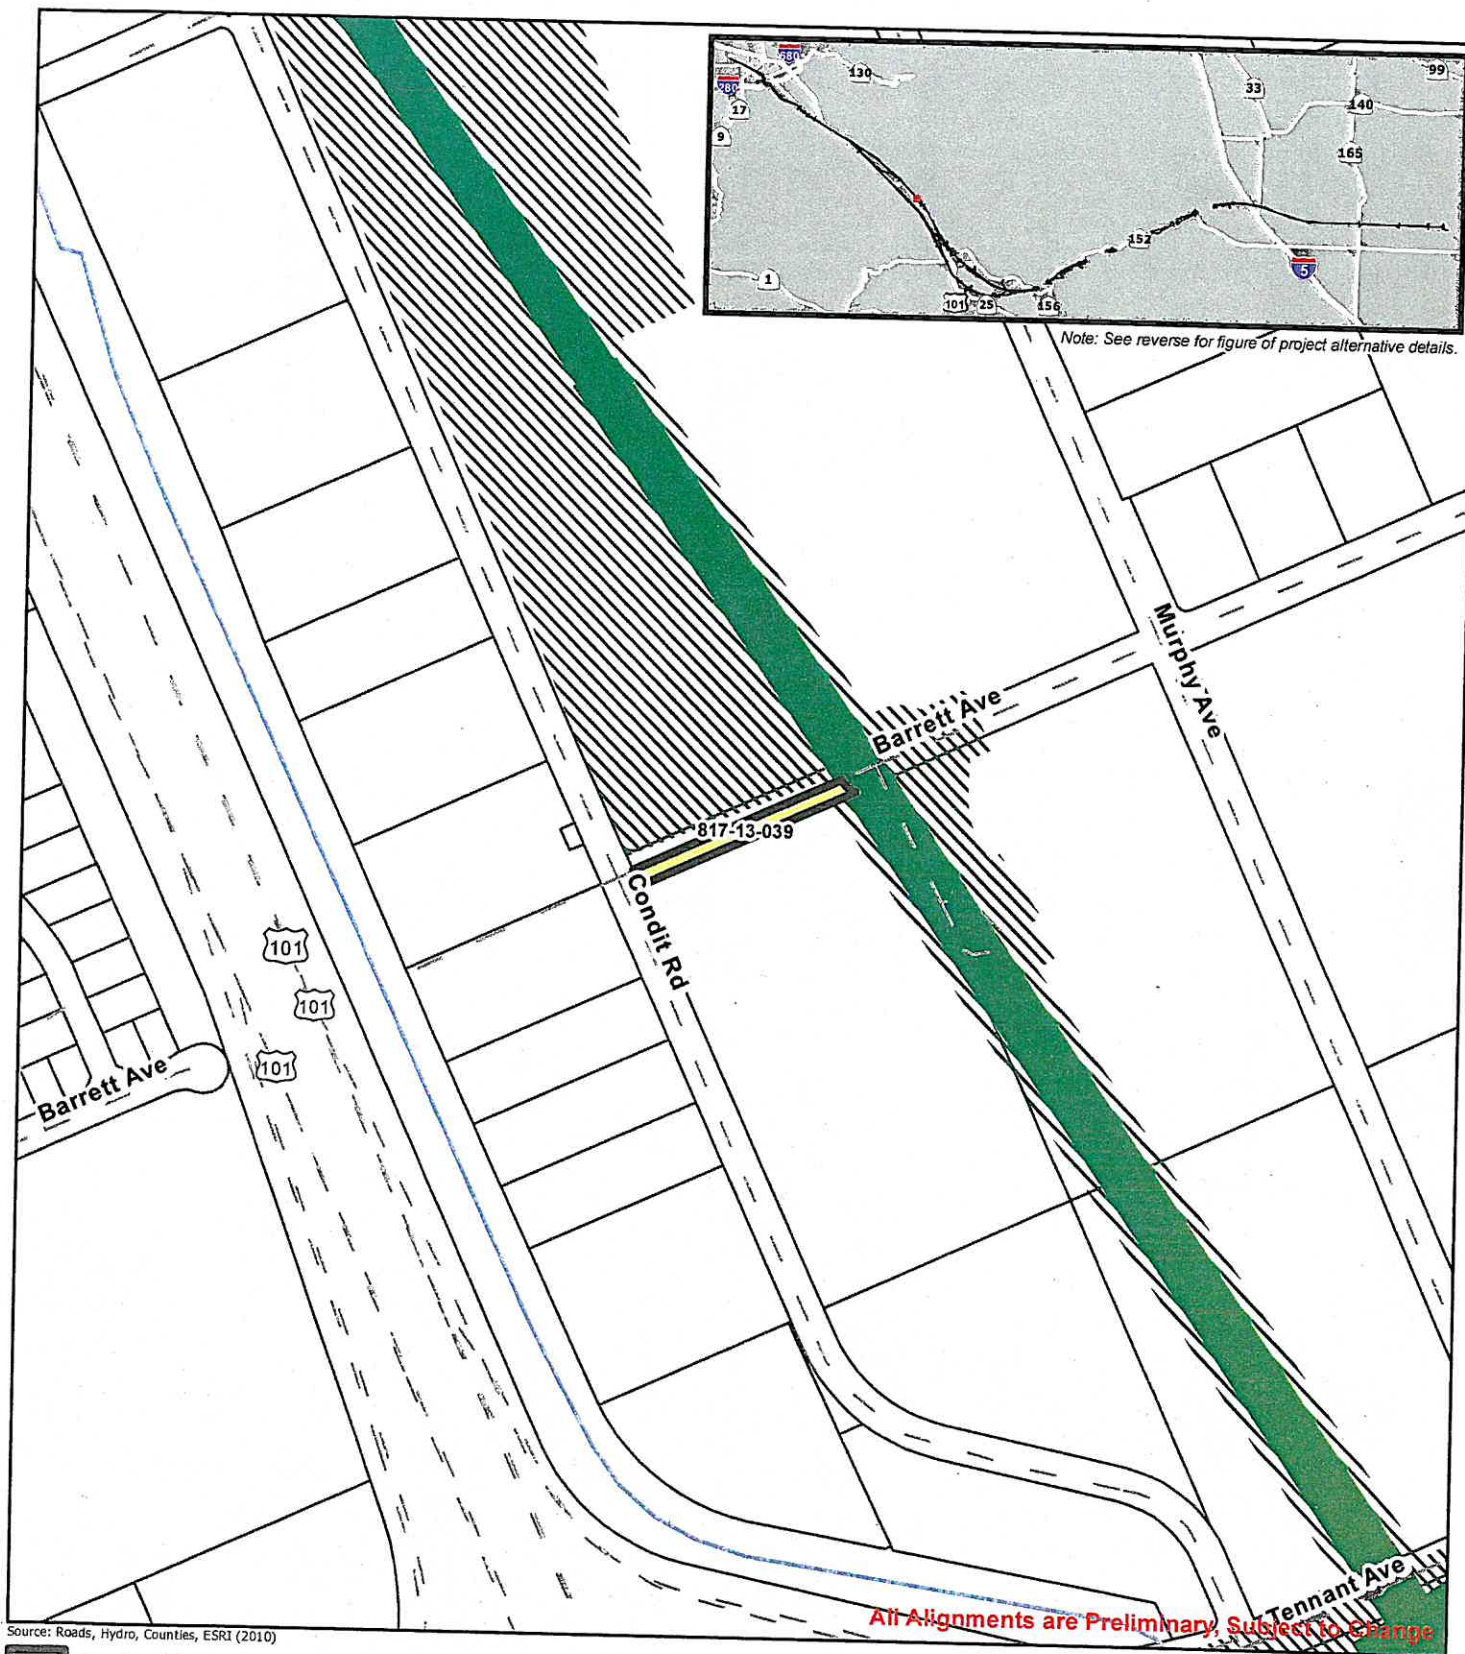 680
280
130
17
9
33
99
140
165
152
1
5
101
25
156
Note: See reverse for figure of project alternative details.
Murphy Ave
Barrett Ave
817-13-039
Condit Rd
101
101
101
Barrett Ave
Tennant Ave
All Alignments are Preliminary, Subject to Change
Source: Roads, Hydro, Counties, ESRI (2010)